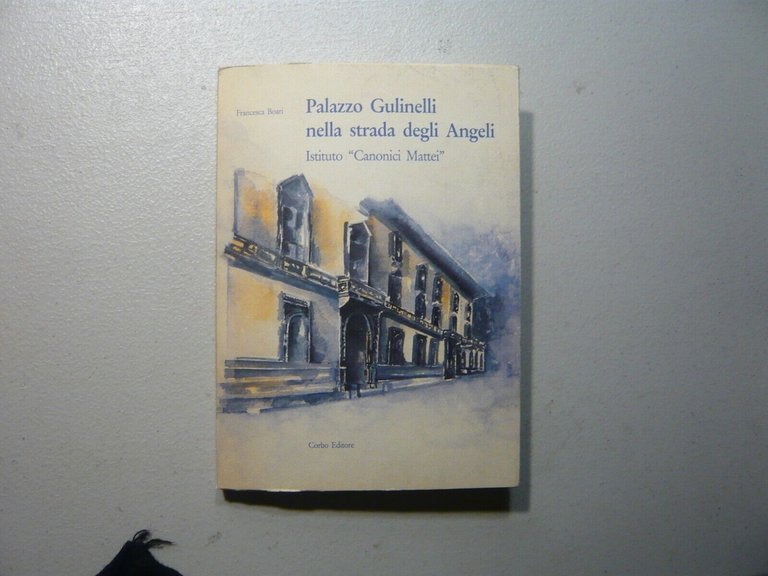 Francesca Boari
Palazzo Gulinelli
nella strada degli Angeli
Istituto "Canonici Mattei"
Corbo Editore